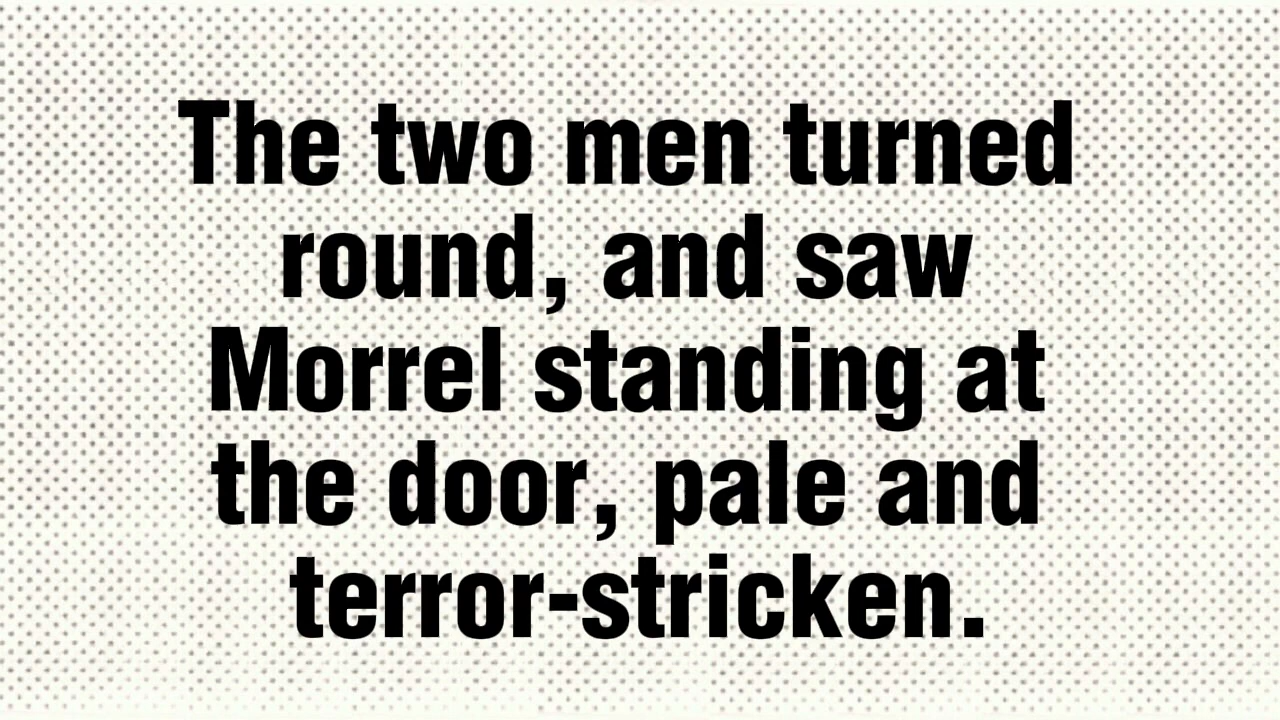 The two men turned
round, and saw
Morrel standing at
the door, pale and
terror-stricken.